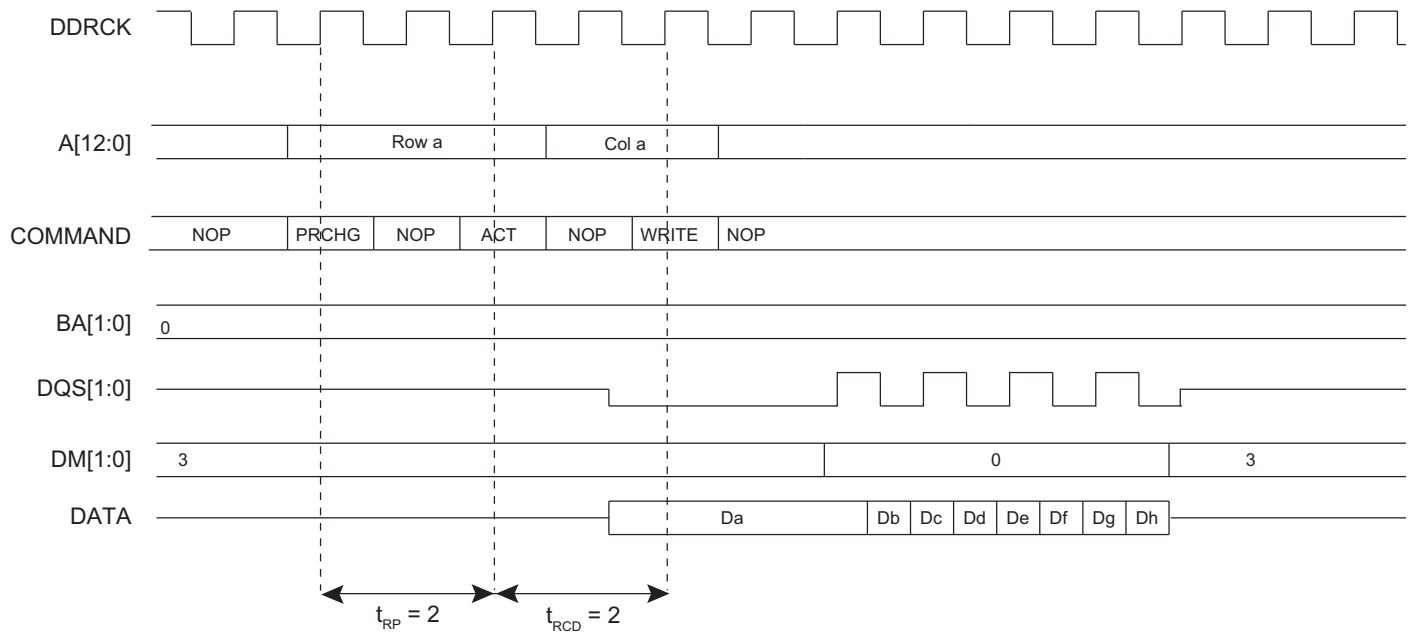 DDRCK
A[12:0] Row a Col a
COMMAND NOP PRCHG NOP ACT NOP WRITE NOP
BA[1:0] 0
DQS[1:0]
DM[1:0] 3 0 3
DATA Da Db Dc Dd De Df Dg Dh
tRP = 2 tRCD = 2